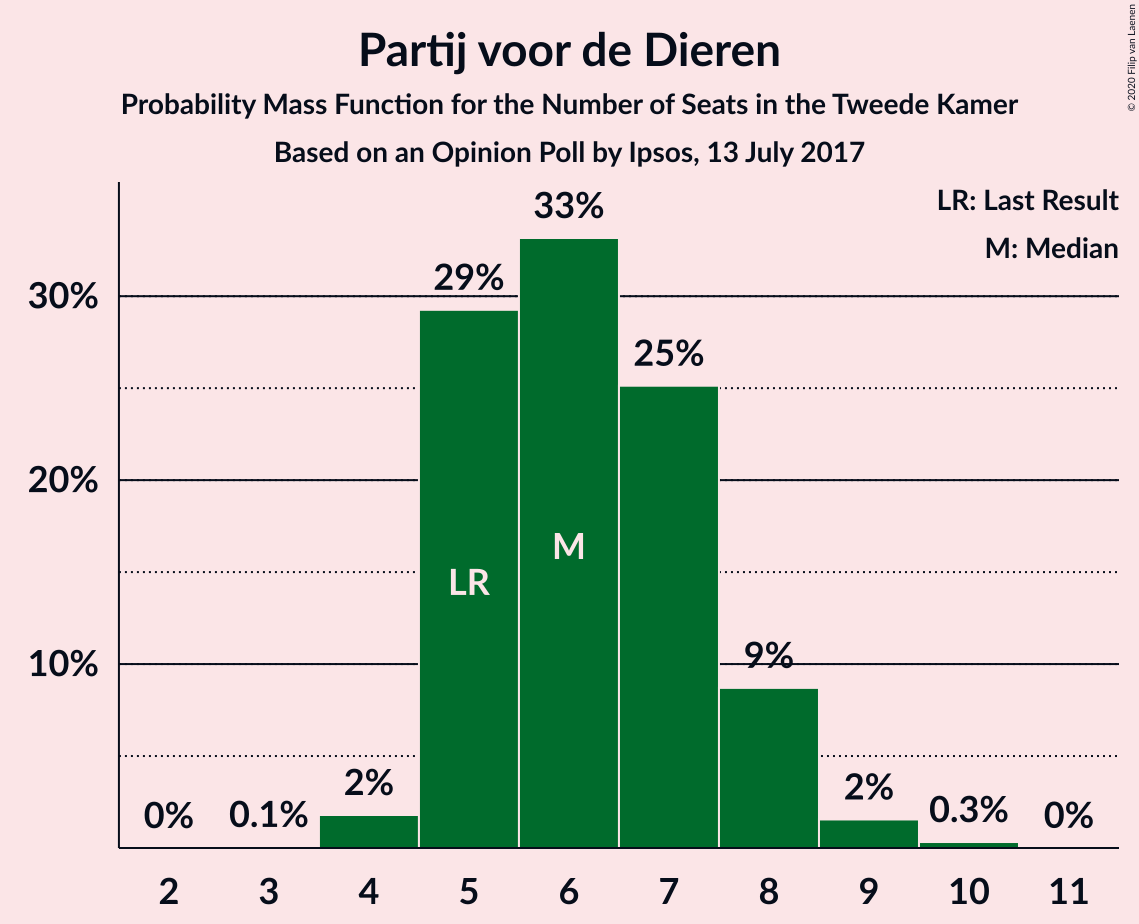 Partij voor de Dieren
Probability Mass Function for the Number of Seats in the Tweede Kamer
Based on an Opinion Poll by Ipsos, 13 July 2017
© 2020 Filip van Laenen
LR: Last Result
M: Median
30%
20%
10%
0%
0.1%
2%
29%
33%
25%
9%
2%
0.3%
0%
LR
M
2 3 4 5 6 7 8 9 10 11